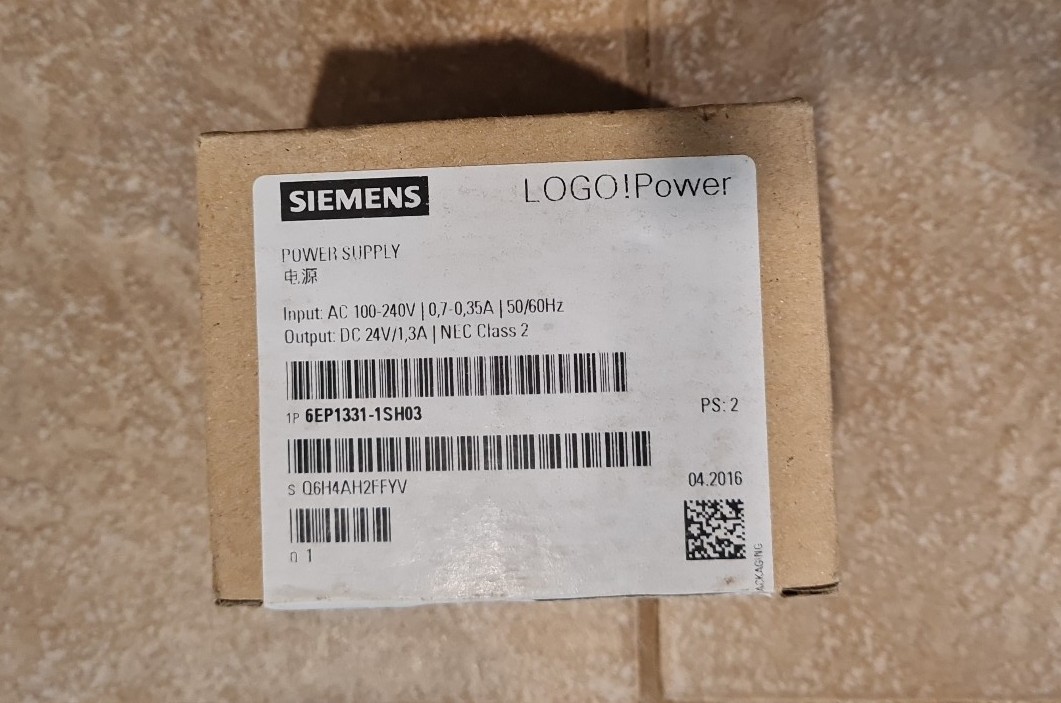 SIEMENS
LOGO!Power
POWER SUPPLY
电源
Input: AC 100-240V | 0,7-0,35A | 50/60Hz
Output: DC 24V/1,3A | NEC Class 2
1P 6EP1331-1SH03
PS: 2
S Q6H4AH2FFYV
04.2016
Q 1